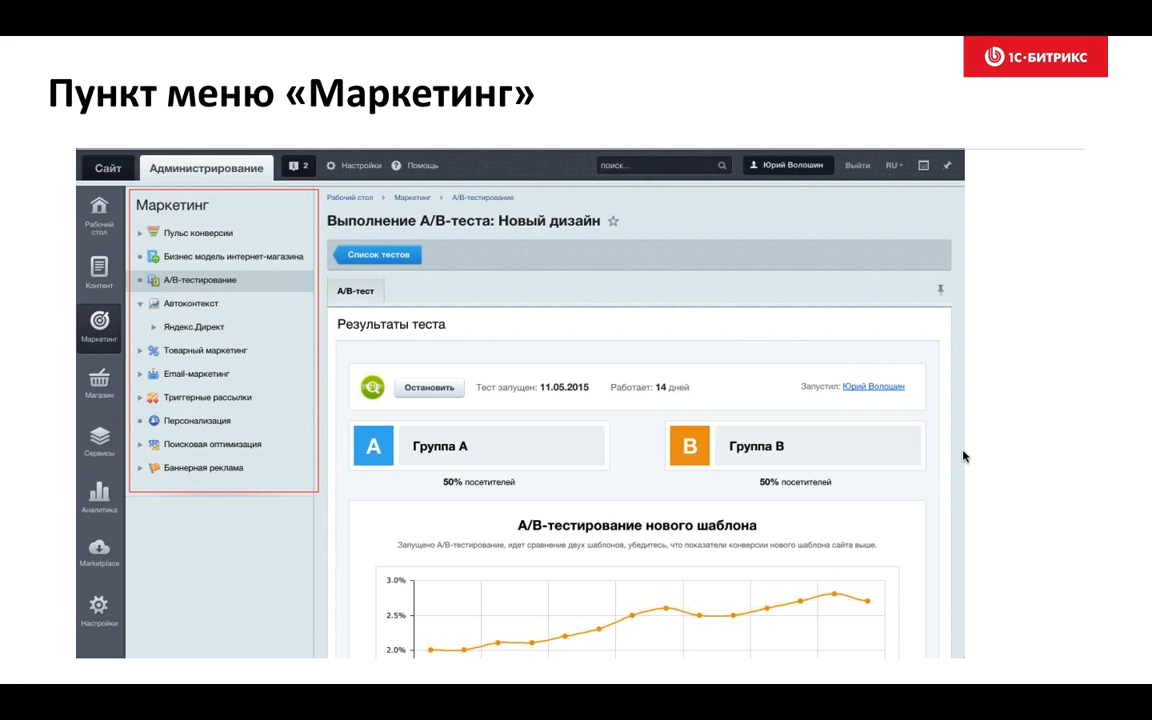 1С·БИТРИКС
Пункт меню «Маркетинг»
Сайт Администрирование 2 Настройки Помощь поиск... Юрий Волошин Выйти RU
Рабочий стол
Контент
Маркетинг
Магазин
Сервисы
Аналитика
Marketplace
Настройки
Маркетинг
Пульс конверсии
Бизнес модель интернет-магазина
А/В-тестирование
Автоконтекст
Яндекс.Директ
Товарный маркетинг
Email-маркетинг
Триггерные рассылки
Персонализация
Поисковая оптимизация
Баннерная реклама
Рабочий стол Маркетинг А/В-тестирование
Выполнение А/В-теста: Новый дизайн
Список тестов
А/В-тест
Результаты теста
Остановить Тест запущен: 11.05.2015 Работает: 14 дней Запустил: Юрий Волошин
A Группа А B Группа В
50% посетителей 50% посетителей
А/В-тестирование нового шаблона
Запущено А/В-тестирование, идет сравнение двух шаблонов, убедитесь, что показатели конверсии нового шаблона сайта выше.
3.0%
2.5%
2.0%